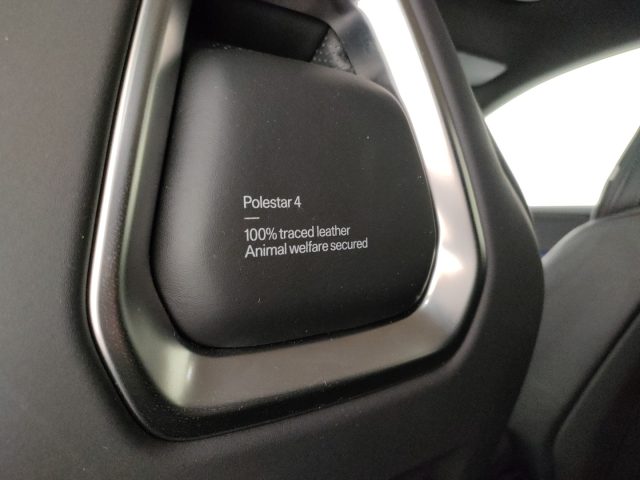 Polestar 4
100% traced leather
Animal welfare secured